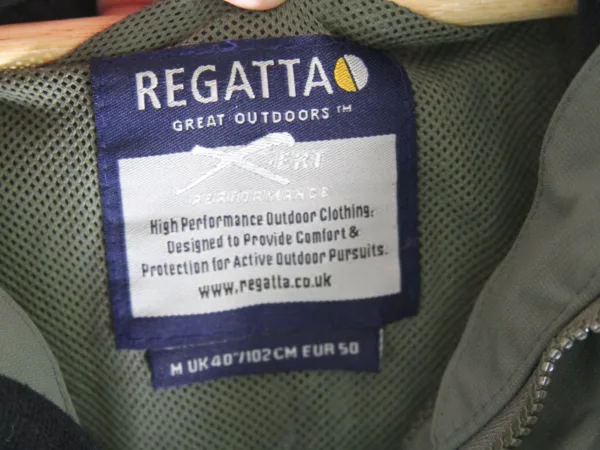 REGATTA
GREAT OUTDOORS ™
XERT
PERFORMANCE
High Performance Outdoor Clothing.
Designed to Provide Comfort &
Protection for Active Outdoor Pursuits.
www.regatta.co.uk
M UK 40"/102CM EUR 50